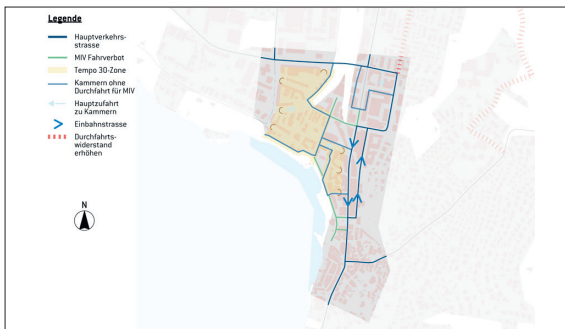 Legende
Hauptverkehrs-
strasse
MIV Fahrverbot
Tempo 30-Zone
Kammern ohne
Durchfahrt für MIV
Hauptzufahrt
zu Kammern
Einbahnstrasse
Durchfahrts-
widerstand
erhöhen
N